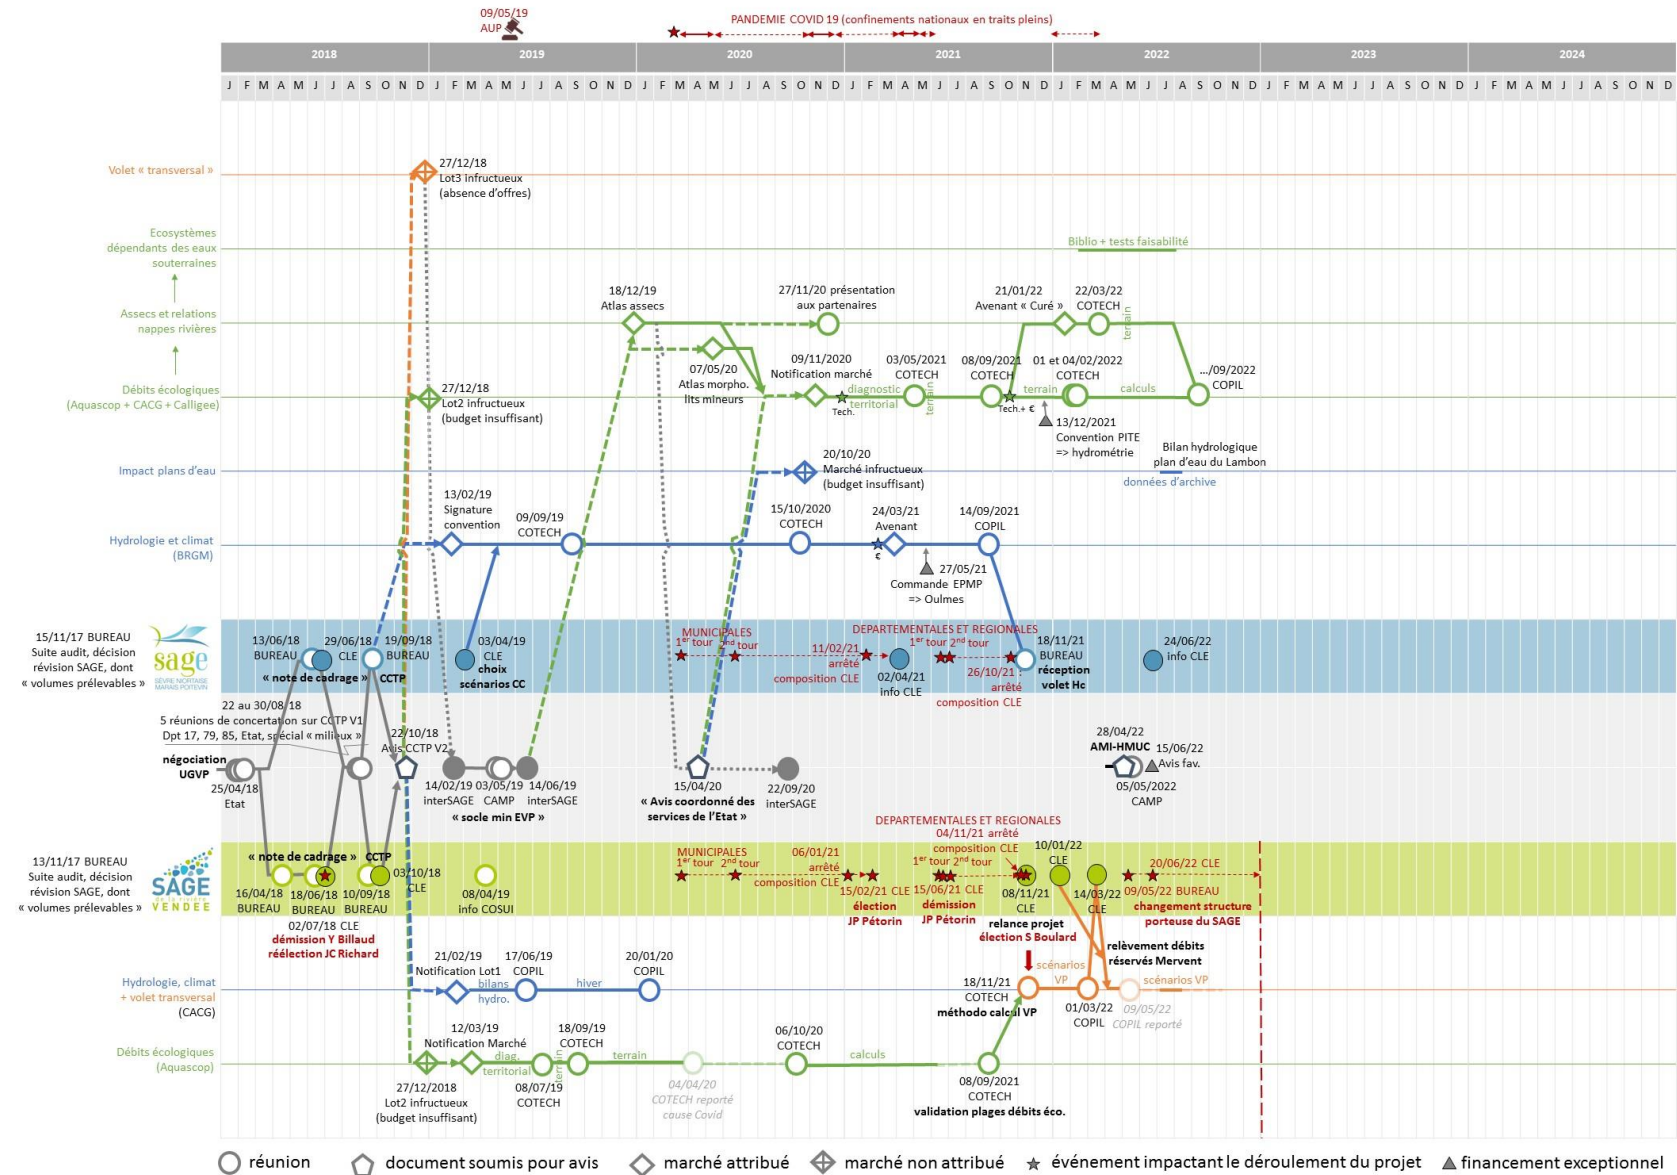 09/05/19
AUP
PANDEMIE COVID 19 (confinements nationaux en traits pleins)
2018 2019 2020 2021 2022 2023 2024
J F M A M J J A S O N D J F M A M J J A S O N D J F M A M J J A S O N D J F M A M J J A S O N D J F M A M J J A S O N D J F M A M J J A S O N D J F M A M J J A S O N D
Volet « transversal »
27/12/18
Lot3 infructueux
(absence d'offres)
Ecosystèmes
dépendants des eaux
souterraines
Biblio + tests faisabilité
Assecs et relations
nappes rivières
18/12/19
Atlas assecs
27/11/20 présentation
aux partenaires
21/01/22
Avenant « Curé »
22/03/22
COTECH
terrain
Débits écologiques
(Aquascop + CACG + Calligee)
27/12/18
Lot2 infructueux
(budget insuffisant)
07/05/20
Atlas morpho.
lits mineurs
09/11/2020
Notification marché
Tech.
diagnostic
territorial
03/05/2021
COTECH
terrain
08/09/2021
COTECH
Tech.+ €
terrain
01 et 04/02/2022
COTECH
calculs
.../09/2022
COPIL
13/12/2021
Convention PITE
=> hydrométrie
Impact plans d'eau
20/10/20
Marché infructueux
(budget insuffisant)
Bilan hydrologique
plan d'eau du Lambon
données d'archive
Hydrologie et climat
(BRGM)
13/02/19
Signature
convention
09/09/19
COTECH
15/10/2020
COTECH
24/03/21
Avenant
€
14/09/2021
COPIL
27/05/21
Commande EPMP
=> Oulmes
15/11/17 BUREAU
Suite audit, décision
révision SAGE, dont
« volumes prélevables »
sage
SÈVRE NIORTAISE
MARAIS POITEVIN
13/06/18
BUREAU
29/06/18
CLE
« note de cadrage »
19/09/18
BUREAU
CCTP
03/04/19
CLE
choix
scénarios CC
MUNICIPALES
1er tour 2nd tour
11/02/21
arrêté
composition CLE
DEPARTEMENTALES ET REGIONALES
1er tour 2nd tour
02/04/21
info CLE
26/10/21 :
arrêté
composition CLE
18/11/21
BUREAU
réception
volet Hc
24/06/22
info CLE
22 au 30/08/18
5 réunions de concertation sur CCTP V1
Dpt 17, 79, 85, Etat, spécial « milieux »
négociation
UGVP
25/04/18
Etat
22/10/18
Avis CCTP V2
14/02/19
interSAGE
03/05/19
CAMP
14/06/19
interSAGE
« socle min EVP »
15/04/20
« Avis coordonné des
services de l'Etat »
22/09/20
interSAGE
28/04/22
AMI-HMUC
15/06/22
Avis fav.
05/05/2022
CAMP
13/11/17 BUREAU
Suite audit, décision
révision SAGE, dont
« volumes prélevables »
SAGE
de la rivière
VENDEE
« note de cadrage »
CCTP
16/04/18
BUREAU
18/06/18
BUREAU
02/07/18 CLE
démission Y Billaud
réélection JC Richard
10/09/18
BUREAU
03/10/18
CLE
08/04/19
info COSUI
MUNICIPALES
1er tour 2nd tour
06/01/21
arrêté
composition CLE
15/02/21 CLE
élection
JP Pétorin
DEPARTEMENTALES ET REGIONALES
04/11/21 arrêté
composition CLE
1er tour 2nd tour
15/06/21 CLE
démission
JP Pétorin
08/11/21
CLE
relance projet
élection S Boulard
10/01/22
CLE
14/03/22
CLE
20/06/22 CLE
09/05/22 BUREAU
changement structure
porteuse du SAGE
relèvement débits
réservés Mervent
Hydrologie, climat
+ volet transversal
(CACG)
21/02/19
Notification Lot1
bilans
hydro.
17/06/19
COPIL
hiver
20/01/20
COPIL
18/11/21
COTECH
méthodo calcul VP
scénarios
VP
01/03/22
COPIL
09/05/22
COPIL reporté
scénarios VP
Débits écologiques
(Aquascop)
27/12/2018
Lot2 infructueux
(budget insuffisant)
12/03/19
Notification Marché
diag.
territorial
08/07/19
COTECH
terrain
18/09/19
COTECH
terrain
04/04/20
COTECH reporté
cause Covid
06/10/20
COTECH
calculs
08/09/2021
COTECH
validation plages débits éco.
réunion
document soumis pour avis
marché attribué
marché non attribué
événement impactant le déroulement du projet
financement exceptionnel